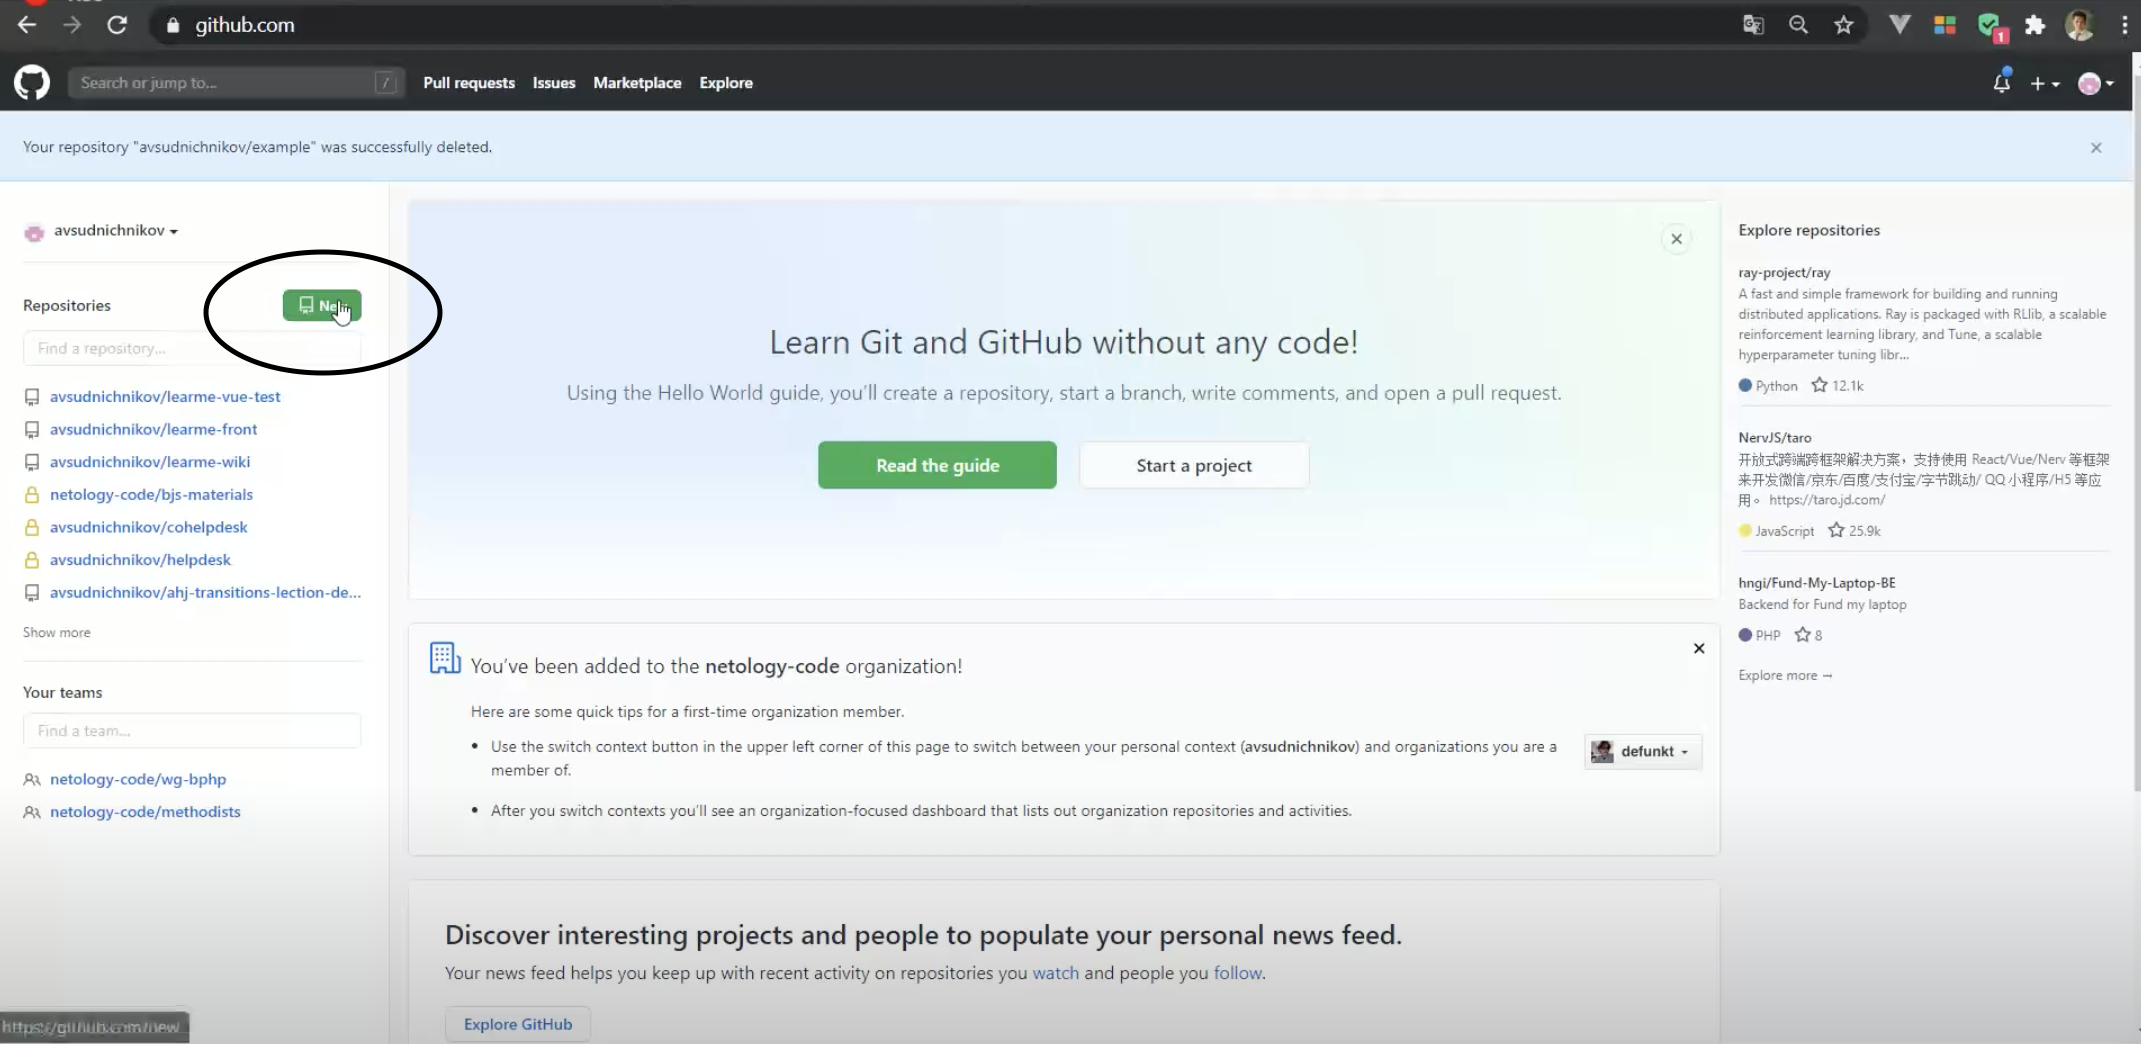 github.com
1
Search or jump to...
/
Pull requests
Issues
Marketplace
Explore
Your repository "avsudnichnikov/example" was successfully deleted.
avsudnichnikov
Repositories
Find a repository...
avsudnichnikov/learme-vue-test
avsudnichnikov/learme-front
avsudnichnikov/learme-wiki
netology-code/bjs-materials
avsudnichnikov/cohelpdesk
avsudnichnikov/helpdesk
avsudnichnikov/ahj-transitions-lection-de...
Show more
Your teams
Find a team...
netology-code/wg-bphp
netology-code/methodists
https://github.com/new
Learn Git and GitHub without any code!
Using the Hello World guide, you'll create a repository, start a branch, write comments, and open a pull request.
Read the guide
Start a project
You've been added to the netology-code organization!
Here are some quick tips for a first-time organization member.
• Use the switch context button in the upper left corner of this page to switch between your personal context (avsudnichnikov) and organizations you are a
member of.
defunkt
• After you switch contexts you'll see an organization-focused dashboard that lists out organization repositories and activities.
Discover interesting projects and people to populate your personal news feed.
Your news feed helps you keep up with recent activity on repositories you watch and people you follow.
Explore GitHub
Explore repositories
ray-project/ray
A fast and simple framework for building and running
distributed applications. Ray is packaged with RLlib, a scalable
reinforcement learning library, and Tune, a scalable
hyperparameter tuning libr...
Python 12.1k
NervJS/taro
开放式跨端跨框架解决方案，支持使用 React/Vue/Nerv 等框架
来开发微信/京东/百度/支付宝/字节跳动/ QQ 小程序/H5 等应
用。 https://taro.jd.com/
JavaScript 25.9k
hngi/Fund-My-Laptop-BE
Backend for Fund my laptop
PHP 8
Explore more →